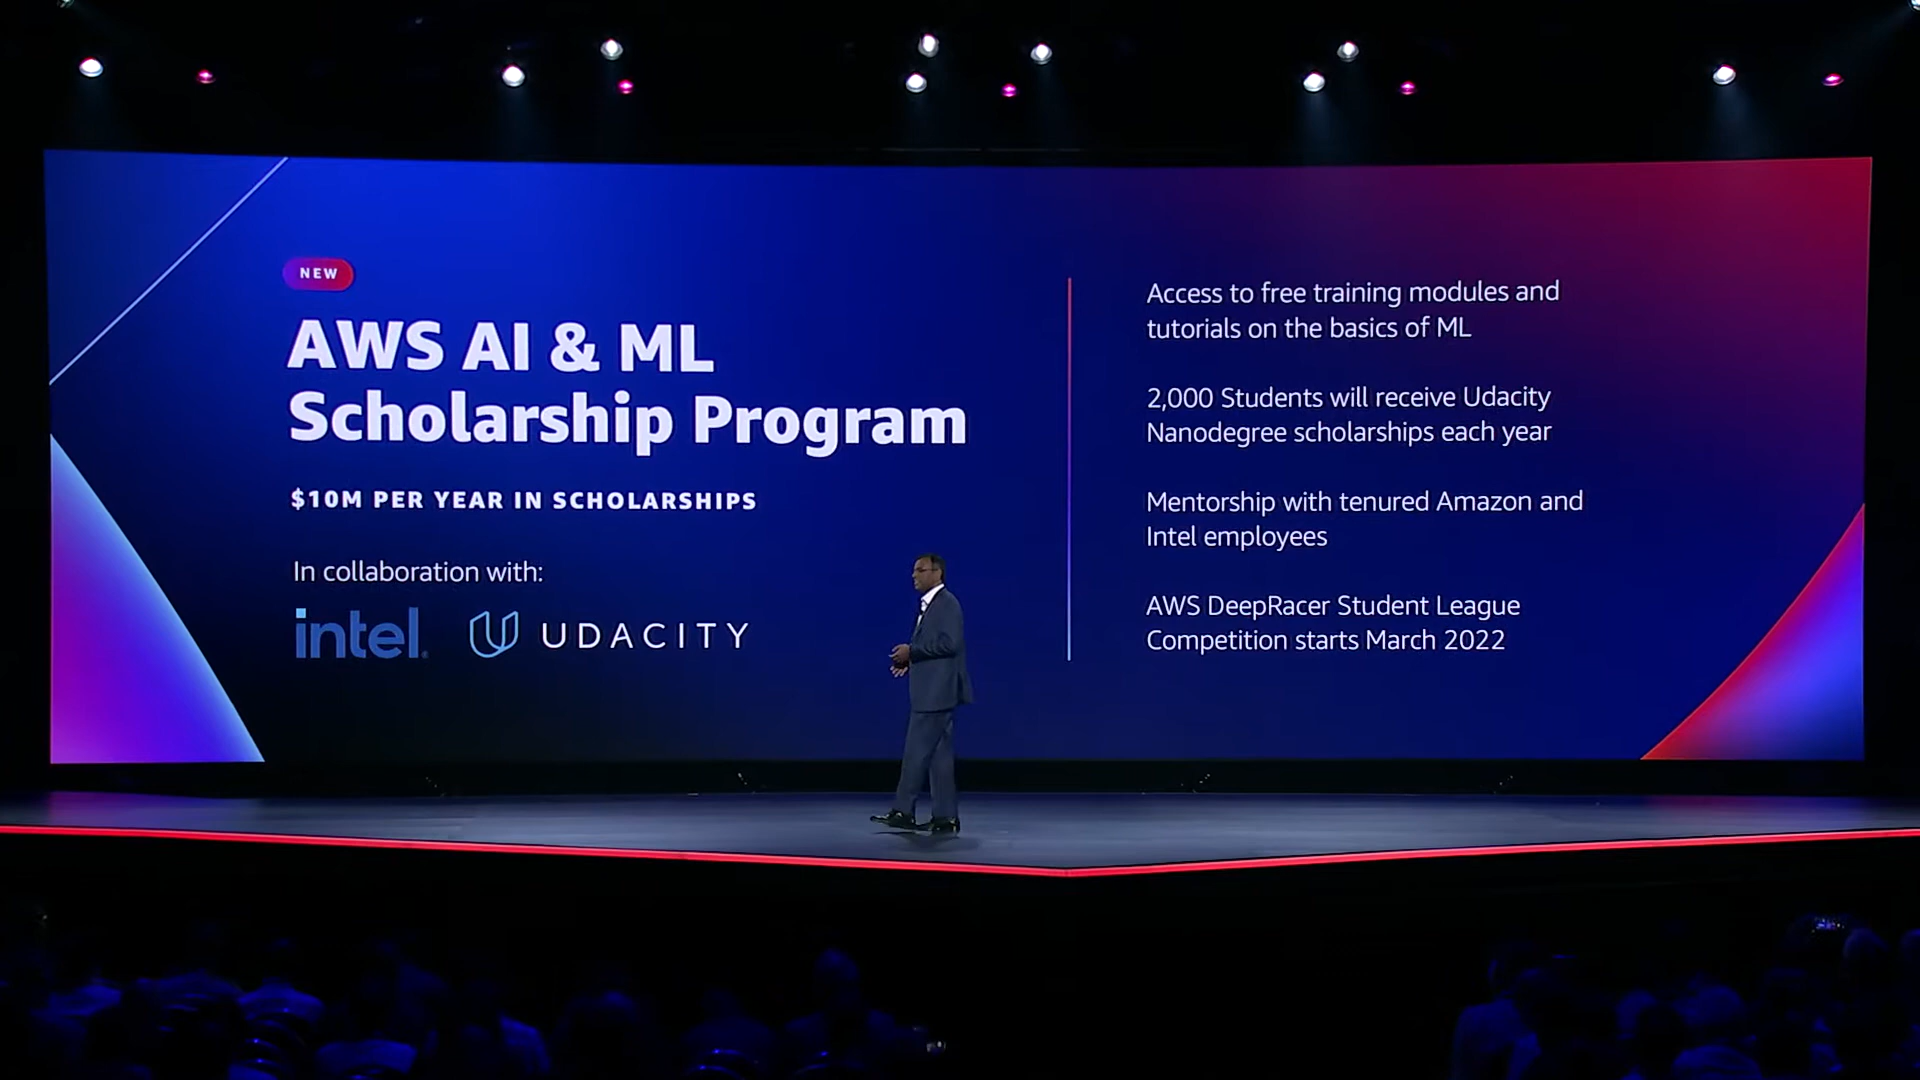 NEW
AWS AI & ML
Scholarship Program
$10M PER YEAR IN SCHOLARSHIPS
In collaboration with:
intel.
UDACITY
Access to free training modules and
tutorials on the basics of ML
2,000 Students will receive Udacity
Nanodegree scholarships each year
Mentorship with tenured Amazon and
Intel employees
AWS DeepRacer Student League
Competition starts March 2022